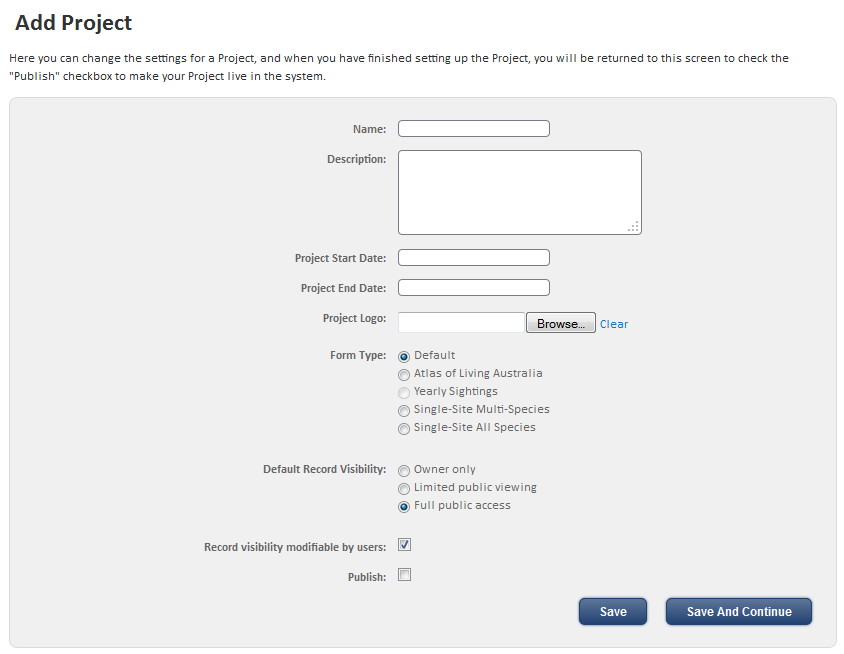 Add Project
Here you can change the settings for a Project, and when you have finished setting up the Project, you will be returned to this screen to check the
"Publish" checkbox to make your Project live in the system.
Name:
Description:
Project Start Date:
Project End Date:
Project Logo:
Browse...
Clear
Form Type:
Default
Atlas of Living Australia
Yearly Sightings
Single-Site Multi-Species
Single-Site All Species
Default Record Visibility:
Owner only
Limited public viewing
Full public access
Record visibility modifiable by users:
Publish:
Save
Save And Continue